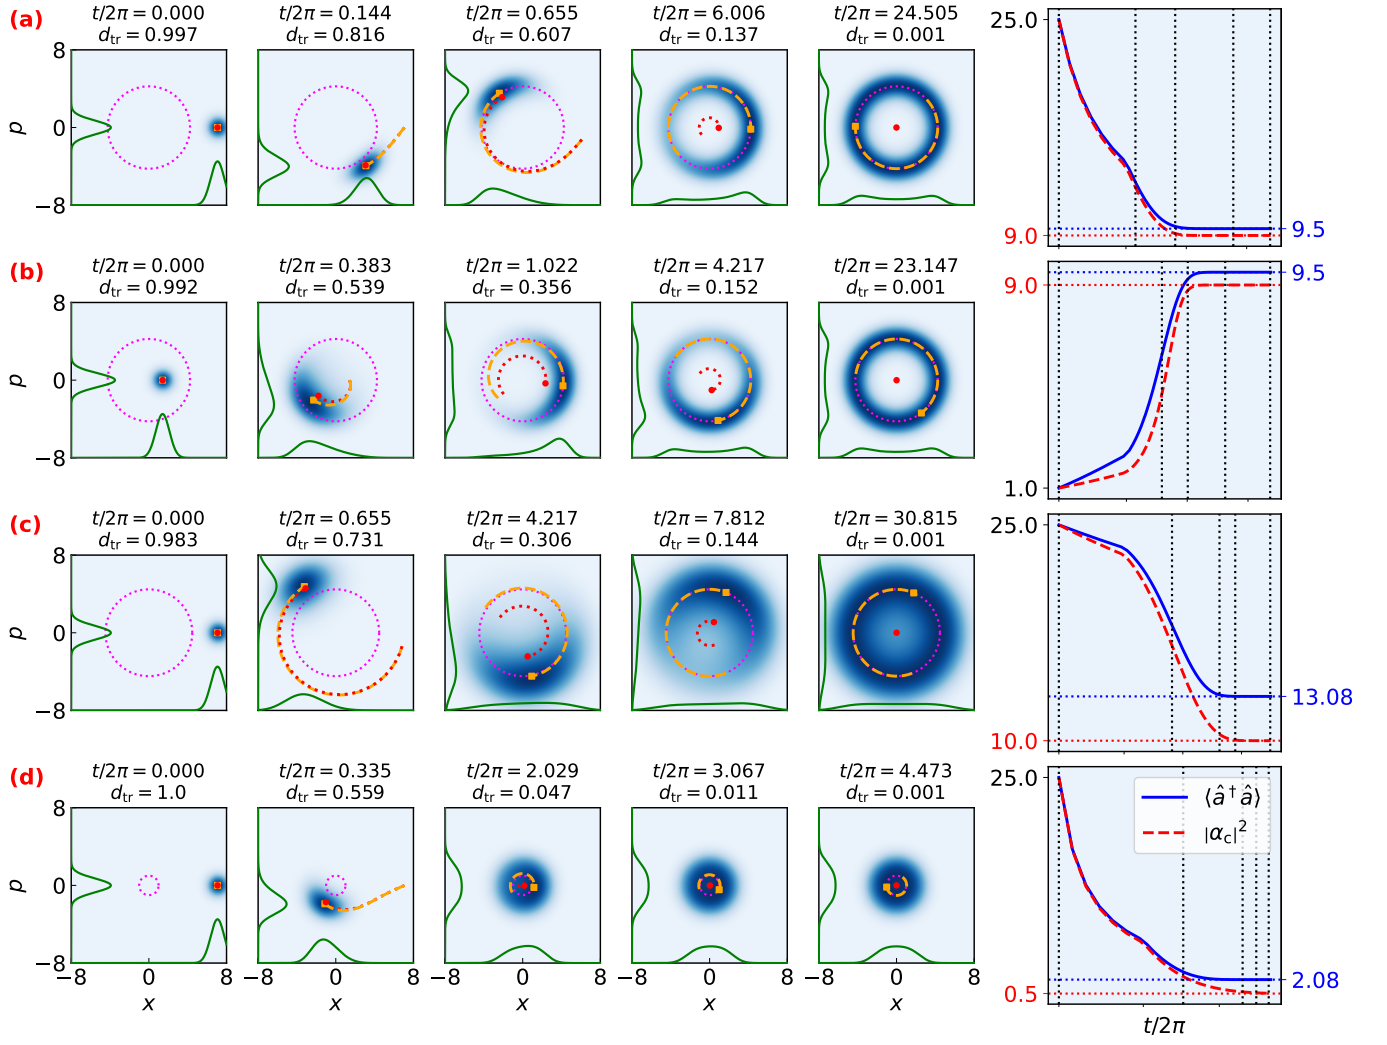 (a)
t/2π = 0.000
d_tr = 0.997
t/2π = 0.144
d_tr = 0.816
t/2π = 0.655
d_tr = 0.607
t/2π = 6.006
d_tr = 0.137
t/2π = 24.505
d_tr = 0.001
8
0
−8
p
25.0
9.0
9.5
(b)
t/2π = 0.000
d_tr = 0.992
t/2π = 0.383
d_tr = 0.539
t/2π = 1.022
d_tr = 0.356
t/2π = 4.217
d_tr = 0.152
t/2π = 23.147
d_tr = 0.001
8
0
−8
p
9.0
1.0
9.5
(c)
t/2π = 0.000
d_tr = 0.983
t/2π = 0.655
d_tr = 0.731
t/2π = 4.217
d_tr = 0.306
t/2π = 7.812
d_tr = 0.144
t/2π = 30.815
d_tr = 0.001
8
0
−8
p
25.0
10.0
13.08
(d)
t/2π = 0.000
d_tr = 1.0
t/2π = 0.335
d_tr = 0.559
t/2π = 2.029
d_tr = 0.047
t/2π = 3.067
d_tr = 0.011
t/2π = 4.473
d_tr = 0.001
8
0
−8
p
−8 0 8
x
−8 0 8
x
−8 0 8
x
−8 0 8
x
−8 0 8
x
25.0
0.5
2.08
⟨â†â⟩
|α_c|²
t/2π